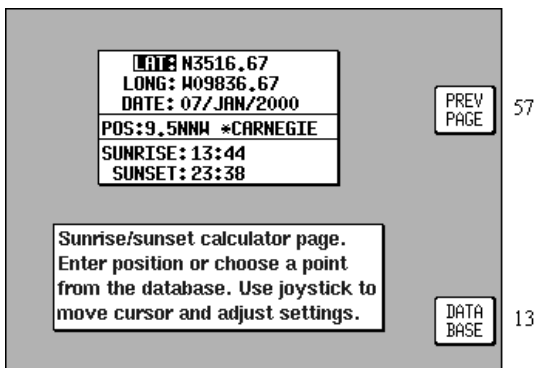 LAT: N3516.67
LONG: W09836.67
DATE: 07/JAN/2000
POS:9.5NNW *CARNEGIE
SUNRISE:13:44
SUNSET:23:38
PREV
PAGE
57
Sunrise/sunset calculator page.
Enter position or choose a point
from the database. Use joystick to
move cursor and adjust settings.
DATA
BASE
13